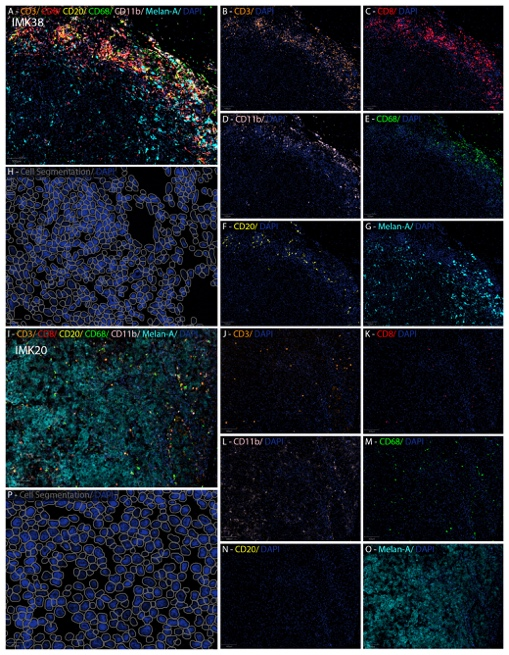 A - CD3/ CD8/ CD20/ CD68/ CD11b/ Melan-A/ DAPI
IMK38
B - CD3/ DAPI
C - CD8/ DAPI
D - CD11b/ DAPI
E - CD68/ DAPI
F - CD20/ DAPI
G - Melan-A/ DAPI
H - Cell Segmentation/ DAPI
I - CD3/ CD8/ CD20/ CD68/ CD11b/ Melan-A/ DAPI
IMK20
J - CD3/ DAPI
K - CD8/ DAPI
L - CD11b/ DAPI
M - CD68/ DAPI
N - CD20/ DAPI
O - Melan-A/ DAPI
P - Cell Segmentation/ DAPI